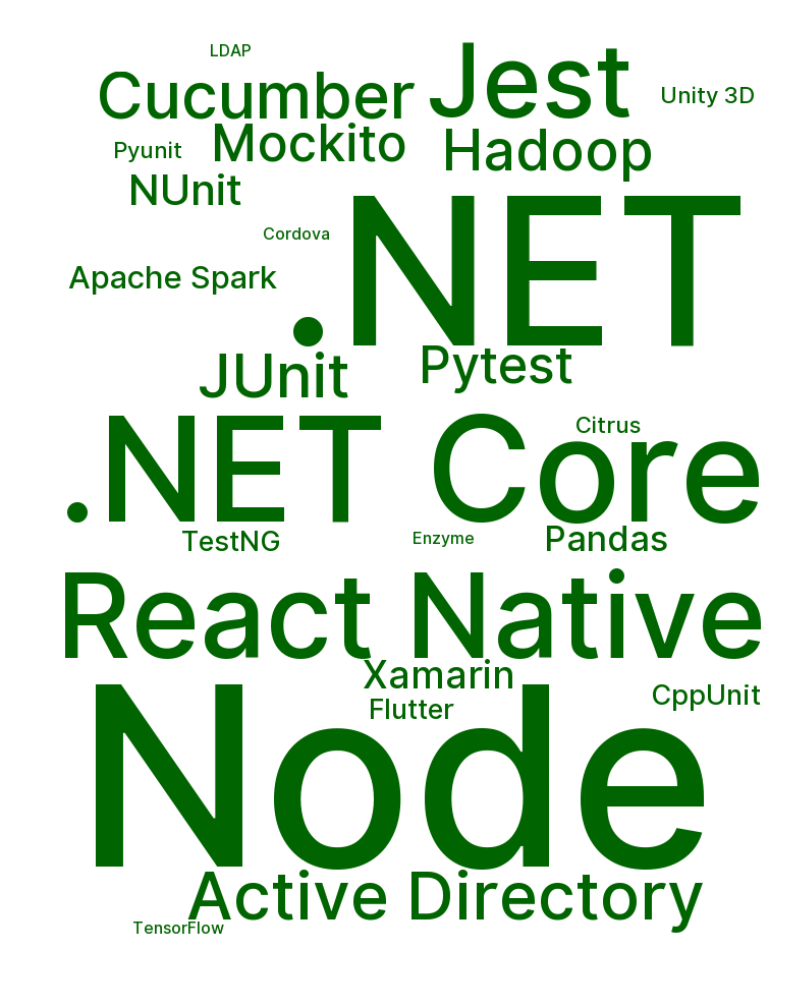 LDAP
Cucumber
Jest
Unity 3D
Pyunit
Mockito
Hadoop
NUnit
Cordova
Apache Spark
.NET
JUnit
Pytest
Citrus
.NET Core
TestNG
Enzyme
Pandas
React Native
Xamarin
CppUnit
Flutter
Node
Active Directory
TensorFlow